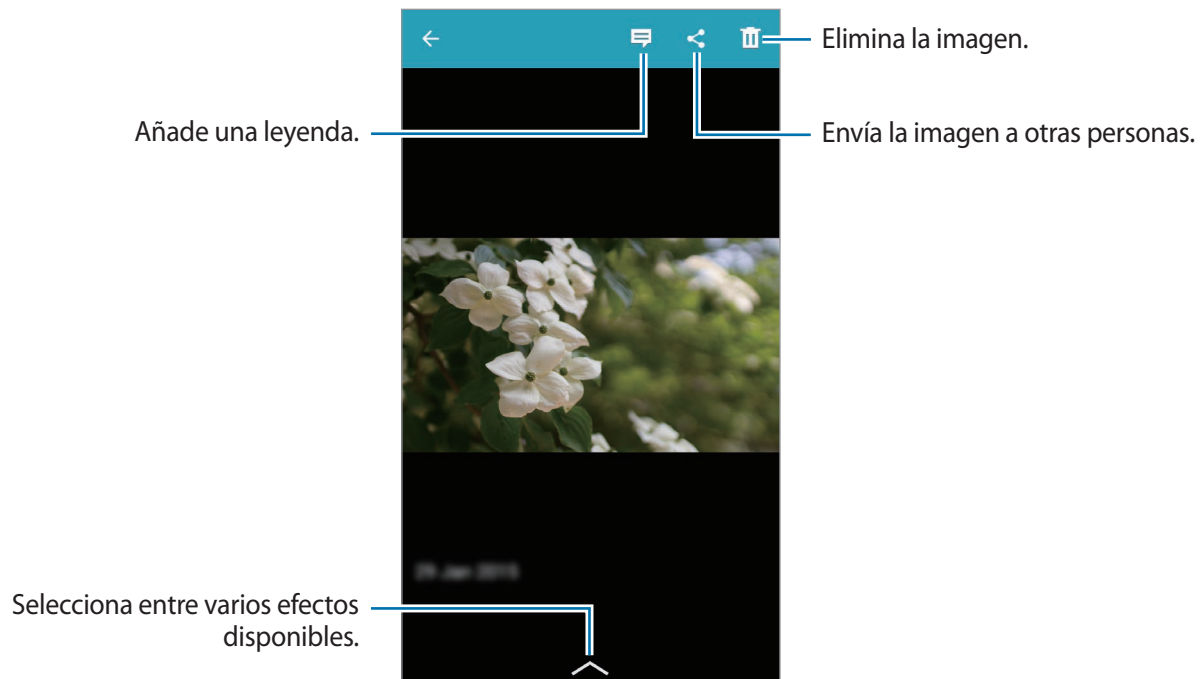 Elimina la imagen.
Añade una leyenda.
Envía la imagen a otras personas.
Selecciona entre varios efectos
disponibles.